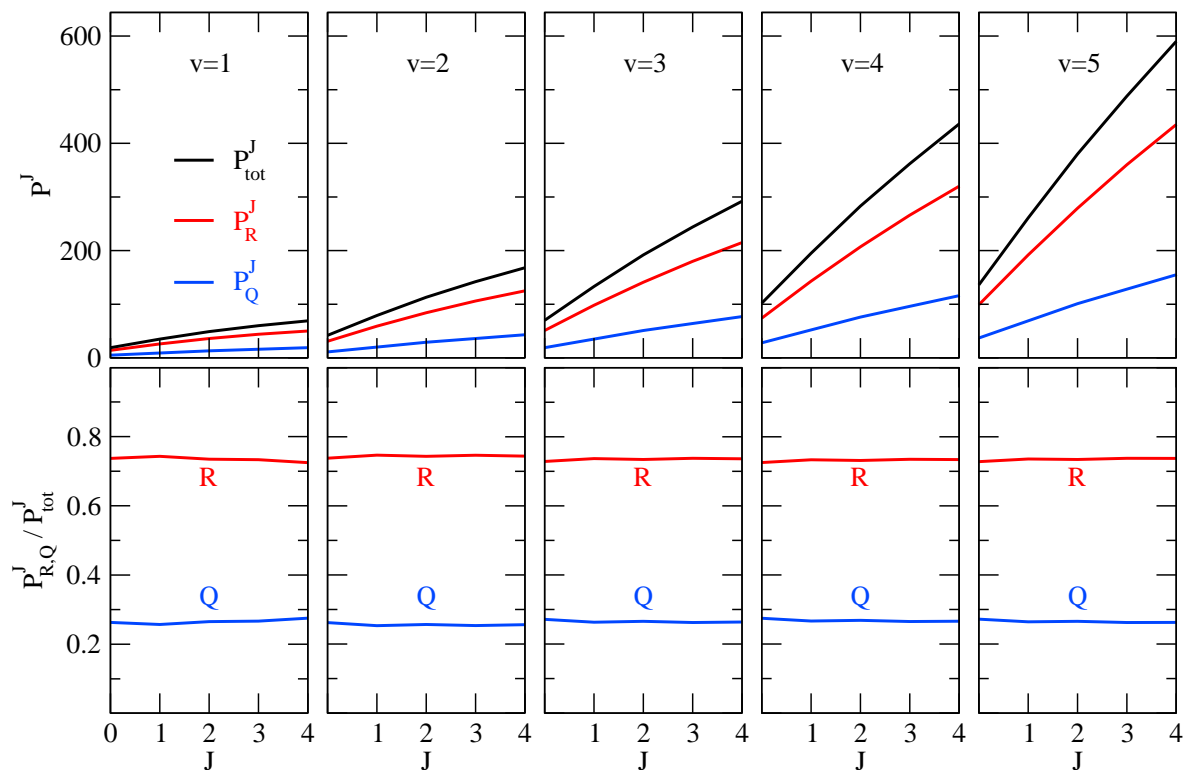 600
400
200
0
P^J
v=1
v=2
v=3
v=4
v=5
P^J_tot
P^J_R
P^J_Q
0.8
0.6
0.4
0.2
P^J_R,Q / P^J_tot
R
R
R
R
R
Q
Q
Q
Q
Q
0 1 2 3 4
1 2 3 4
1 2 3 4
1 2 3 4
1 2 3 4
J
J
J
J
J